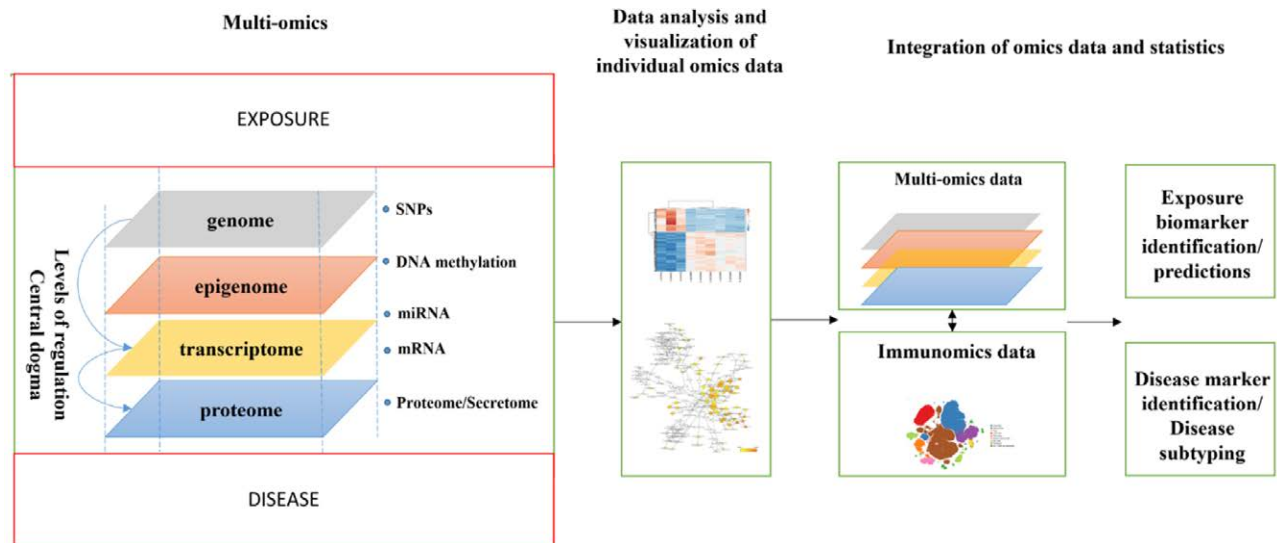 Multi-omics
EXPOSURE
Levels of regulation
Central dogma
genome
epigenome
transcriptome
proteome
SNPs
DNA methylation
miRNA
mRNA
Proteome/Secretome
DISEASE
Data analysis and
visualization of
individual omics data
Integration of omics data and statistics
Multi-omics data
Immunomics data
Exposure
biomarker
identification/
predictions
Disease marker
identification/
Disease
subtyping